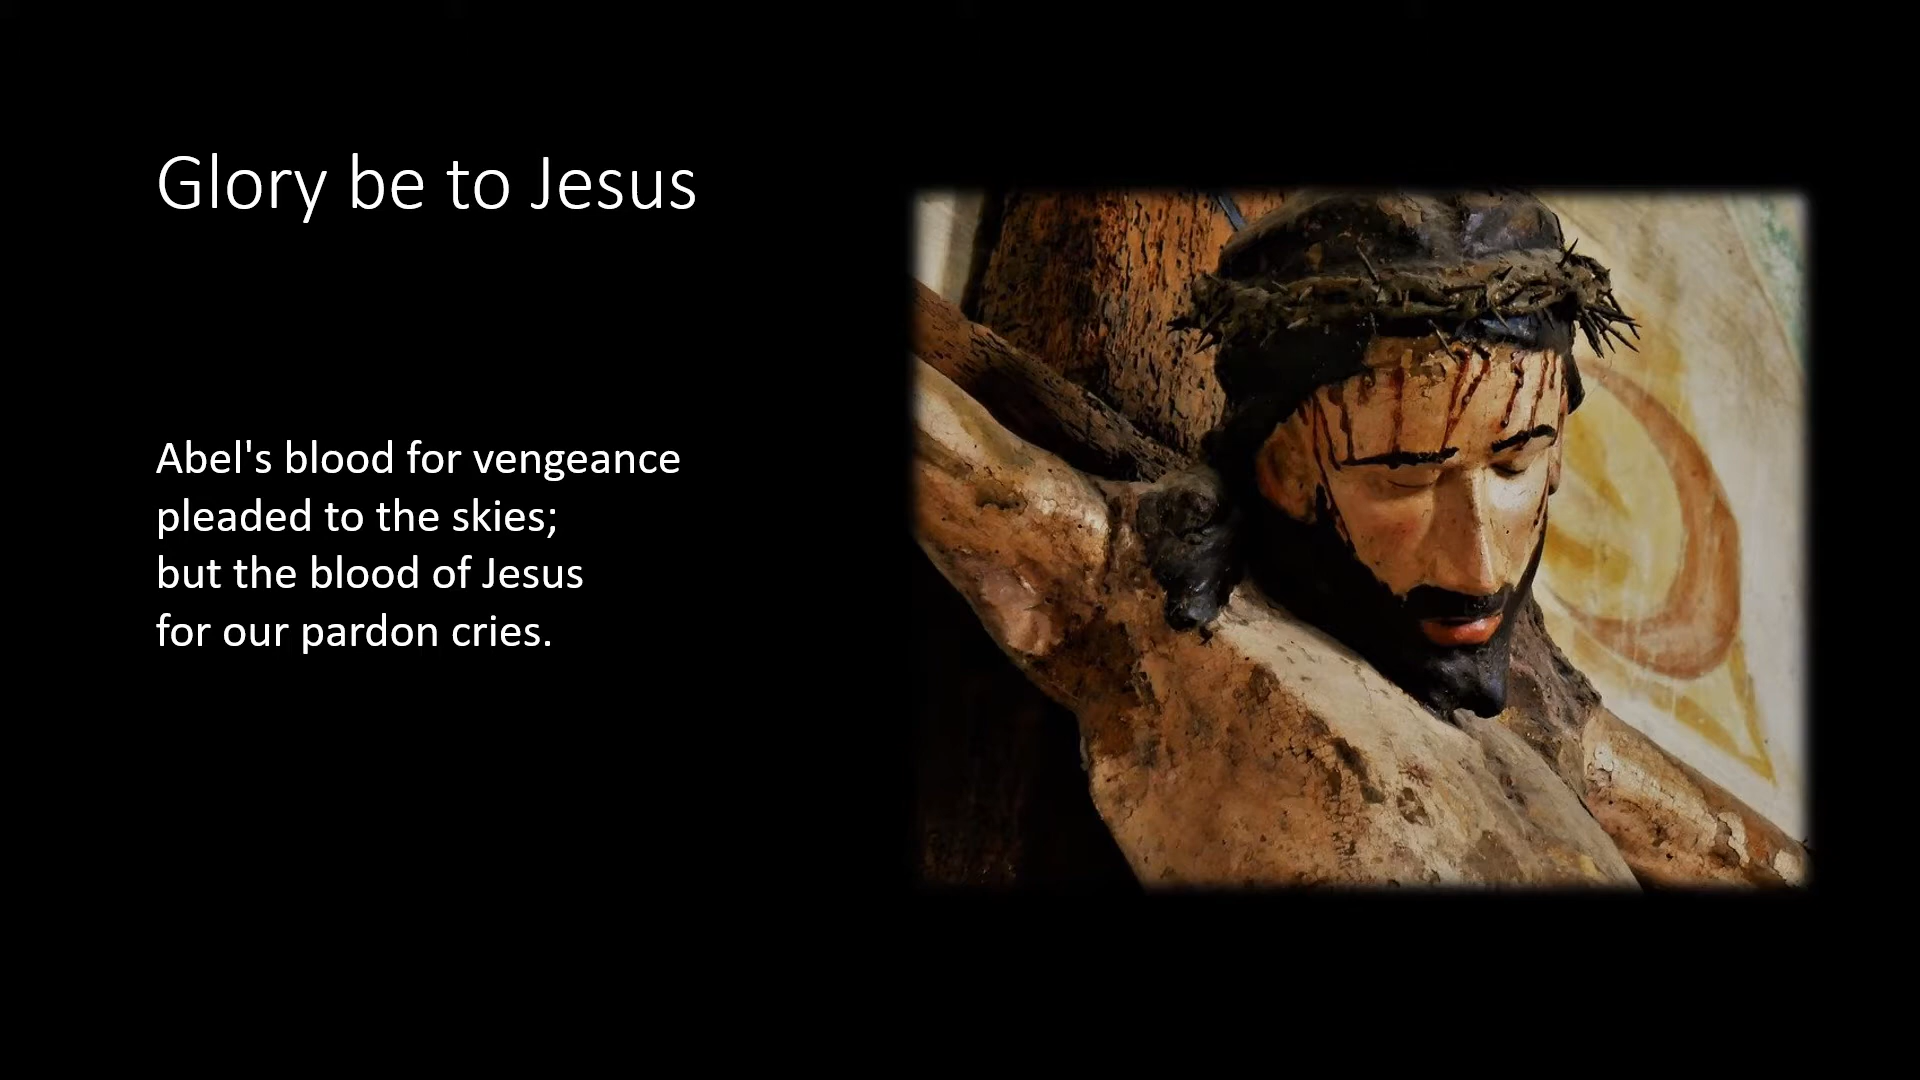 Glory be to Jesus
Abel's blood for vengeance
pleaded to the skies;
but the blood of Jesus
for our pardon cries.